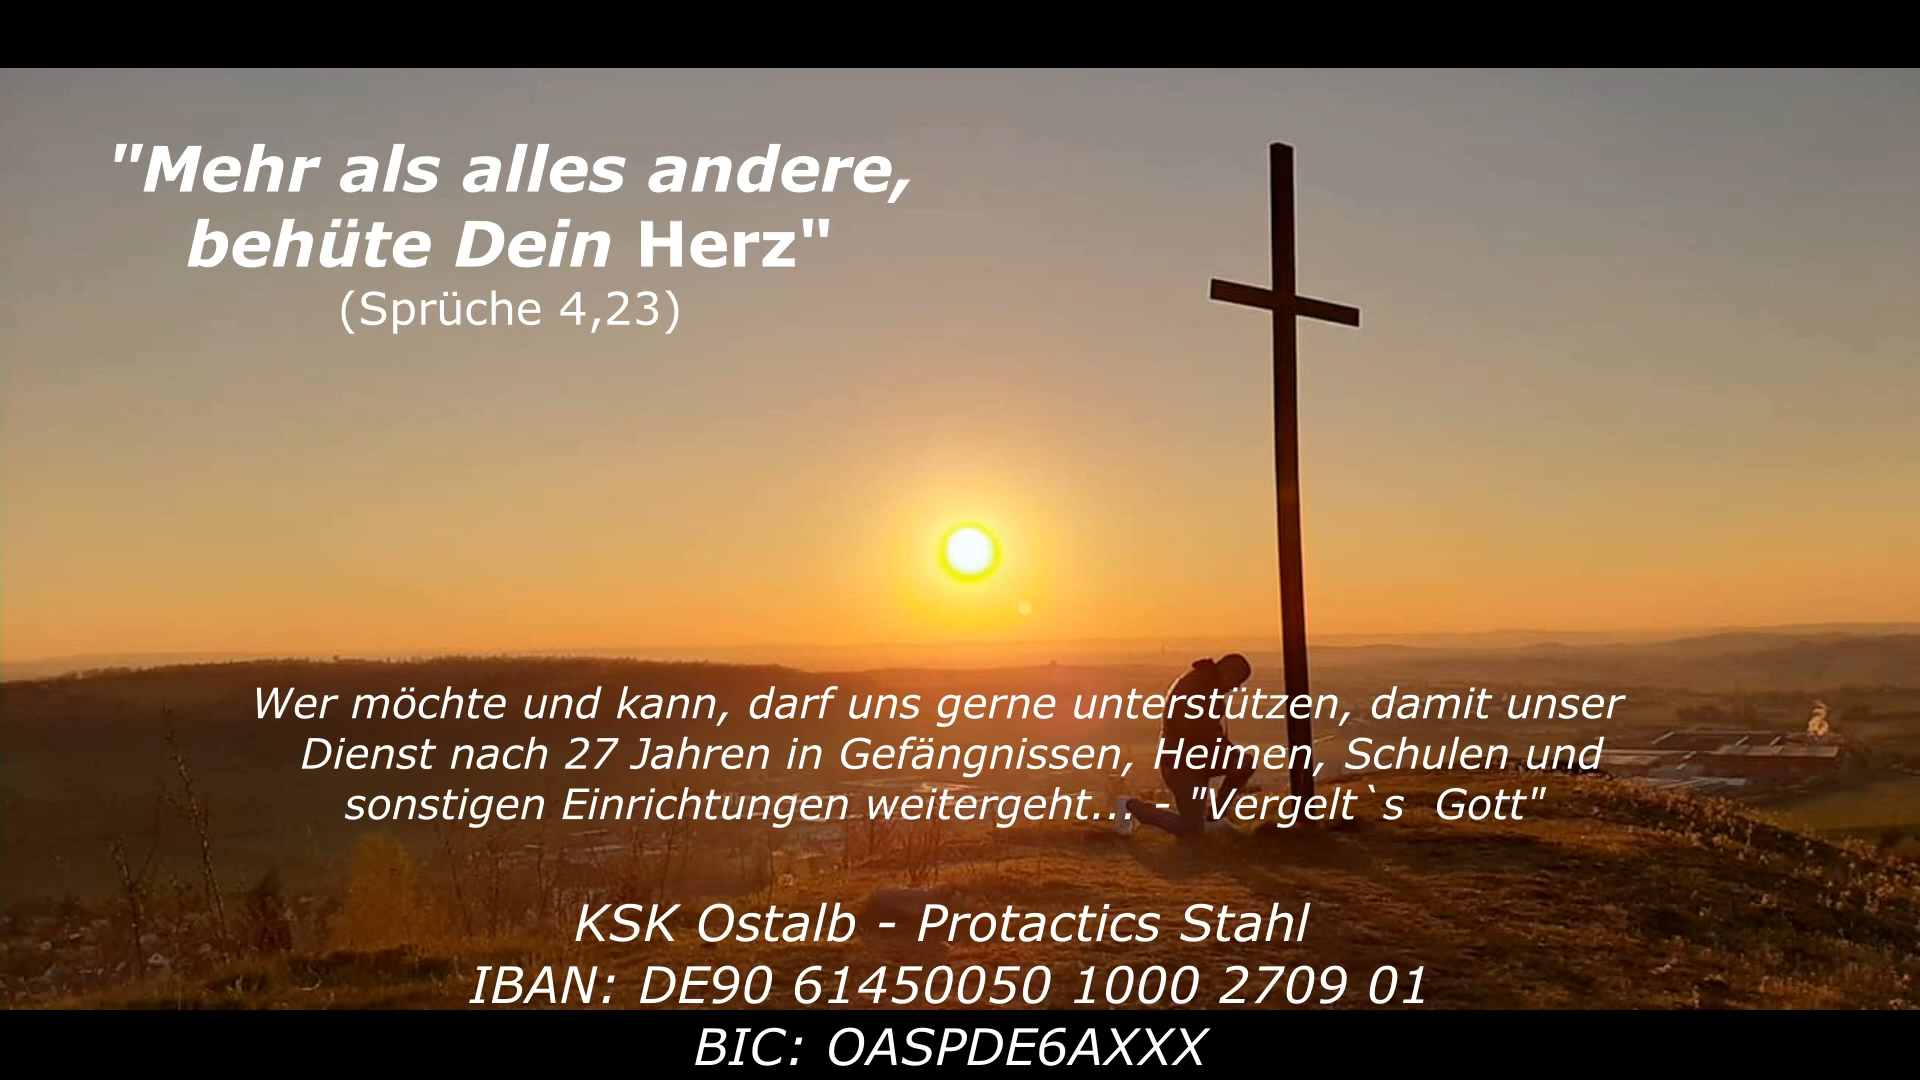 "Mehr als alles andere,
behüte Dein Herz"
(Sprüche 4,23)
Wer möchte und kann, darf uns gerne unterstützen, damit unser
Dienst nach 27 Jahren in Gefängnissen, Heimen, Schulen und
sonstigen Einrichtungen weitergeht... - "Vergelt`s  Gott"
KSK Ostalb - Protactics Stahl
IBAN: DE90 61450050 1000 2709 01
BIC: OASPDE6AXXX